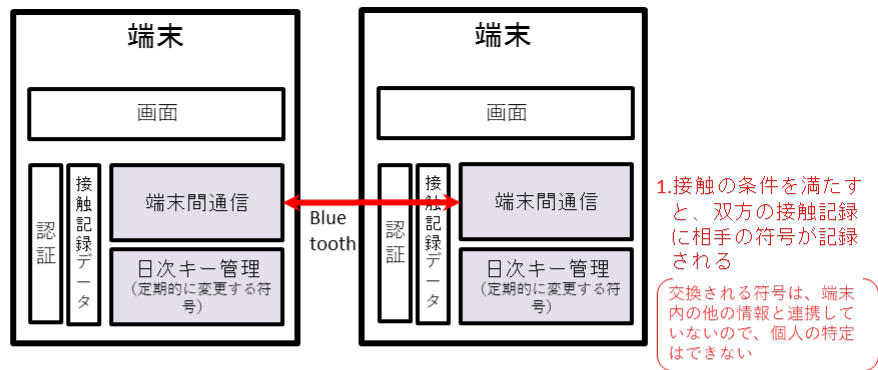 端末
画面
認証
接触記録データ
端末間通信
日次キー管理
（定期的に変更する符
号）
Blue
tooth
端末
画面
認証
接触記録データ
端末間通信
日次キー管理
（定期的に変更する符
号）
1.接触の条件を満たす
と、双方の接触記録
に相手の符号が記録
される
交換される符号は、端末
内の他の情報と連携して
いないので、個人の特定
はできない